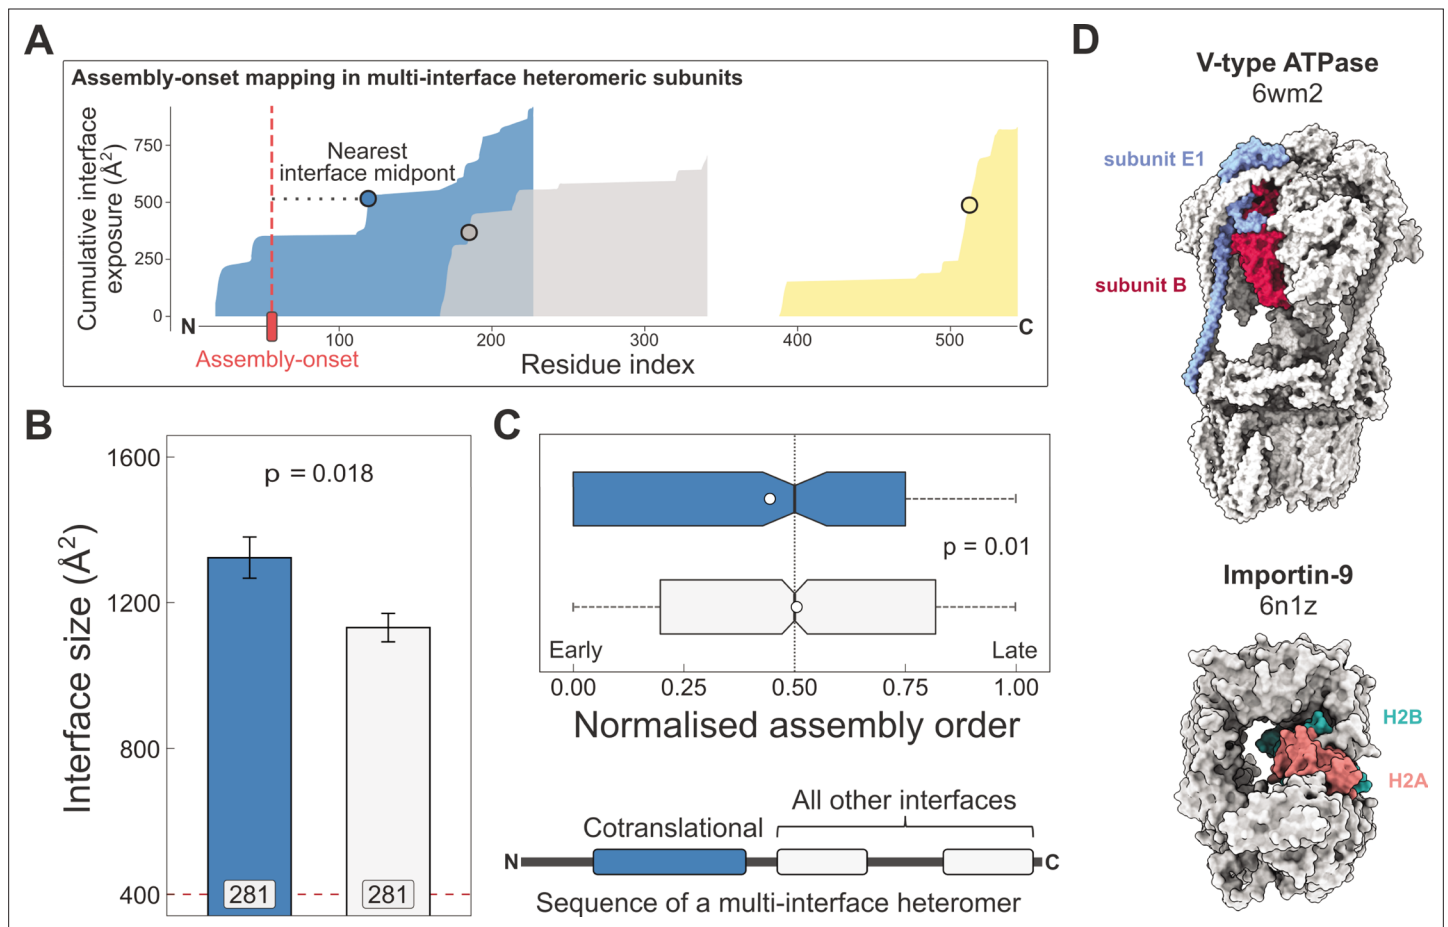 A
Assembly-onset mapping in multi-interface heteromeric subunits
Cumulative interface
exposure (Å²)
750
500
250
0
Nearest
interface midpont
N
C
100
200
300
400
500
Assembly-onset
Residue index
B
Interface size (Å²)
1600
1200
800
400
p = 0.018
281
281
C
p = 0.01
Early
Late
0.00
0.25
0.50
0.75
1.00
Normalised assembly order
All other interfaces
Cotranslational
N
C
Sequence of a multi-interface heteromer
D
V-type ATPase
6wm2
subunit E1
subunit B
Importin-9
6n1z
H2B
H2A